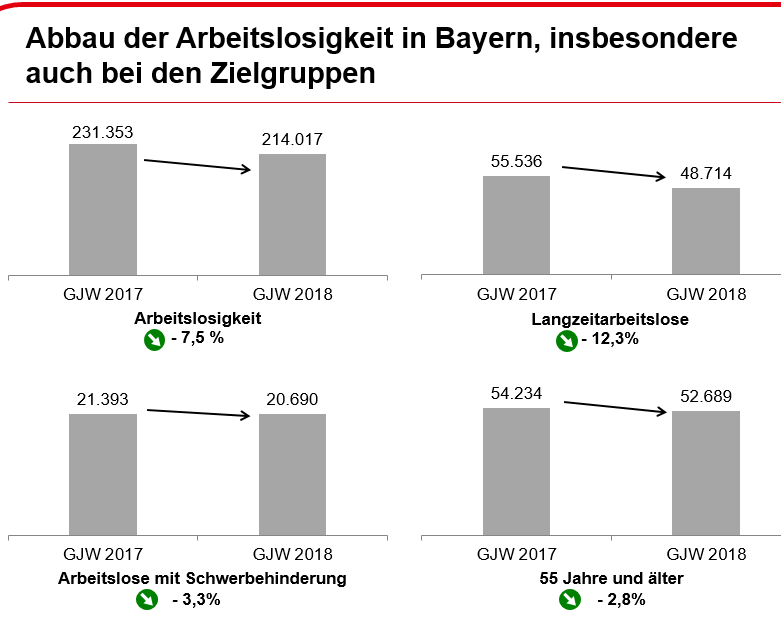 Abbau der Arbeitslosigkeit in Bayern, insbesondere
auch bei den Zielgruppen
231.353
214.017
GJW 2017
GJW 2018
Arbeitslosigkeit
- 7,5 %
55.536
48.714
GJW 2017
GJW 2018
Langzeitarbeitslose
- 12,3%
21.393
20.690
GJW 2017
GJW 2018
Arbeitslose mit Schwerbehinderung
- 3,3%
54.234
52.689
GJW 2017
GJW 2018
55 Jahre und älter
- 2,8%